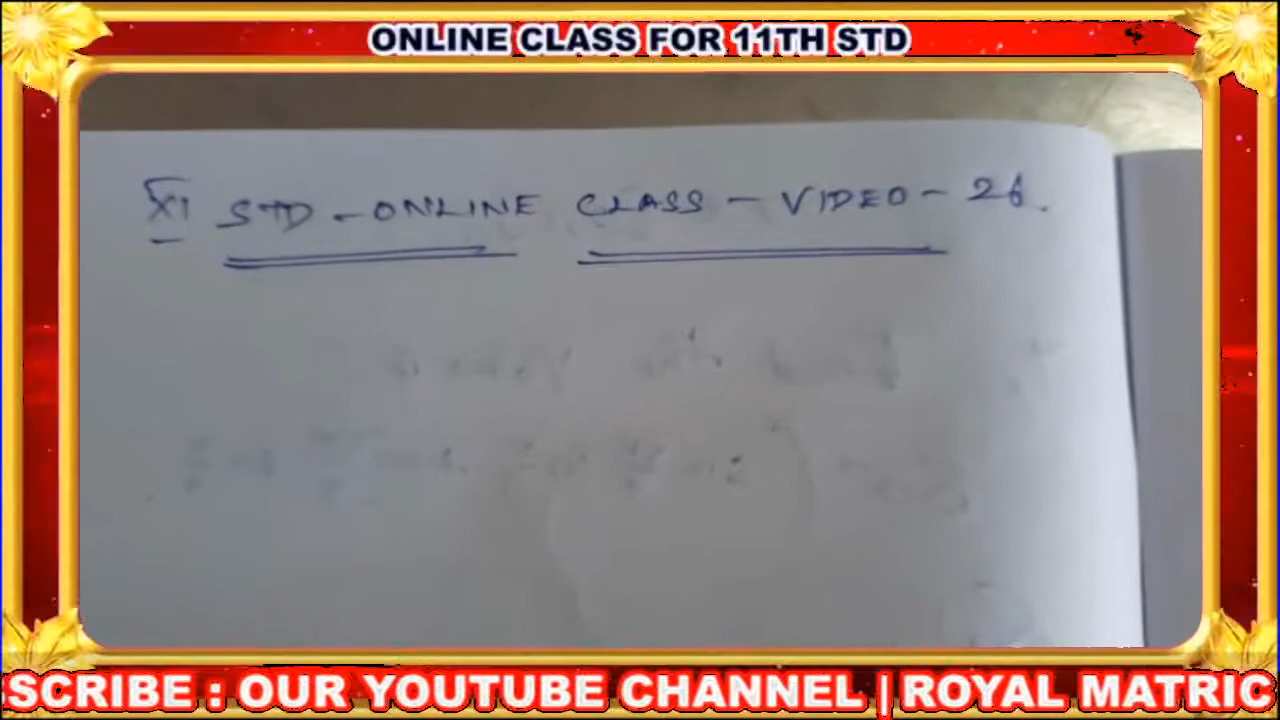 ONLINE CLASS FOR 11TH STD
XI STD - ONLINE CLASS - VIDEO - 26.
SCRIBE : OUR YOUTUBE CHANNEL | ROYAL MATRIC